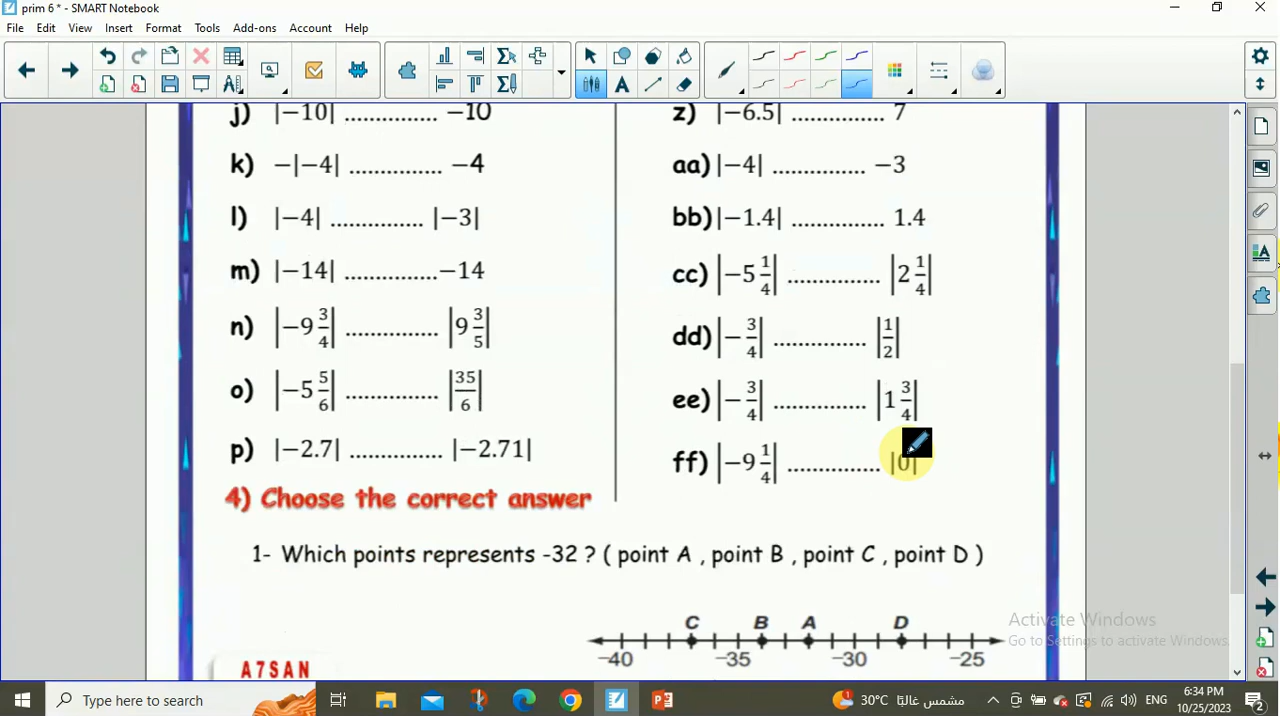 prim 6 * - SMART Notebook
File Edit View Insert Format Tools Add-ons Account Help
j) |−10| .............. −10
k) −|−4| .............. −4
l) |−4| .............. |−3|
m) |−14| ..............−14
n) |−9 3/4| .............. |9 3/5|
o) |−5 5/6| .............. |35/6|
p) |−2.7| .............. |−2.71|
z) |−6.5| .............. 7
aa) |−4| .............. −3
bb) |−1.4| .............. 1.4
cc) |−5 1/4| .............. |2 1/4|
dd) |−3/4| .............. |1/2|
ee) |−3/4| .............. |1 3/4|
ff) |−9 1/4| .............. |0|
4) Choose the correct answer
1- Which points represents -32 ? ( point A , point B , point C , point D )
C B A D
−40 −35 −30 −25
A7SAN
Activate Windows
Go to Settings to activate Windows.
Type here to search
30°C مشمس غالبًا
ENG
6:34 PM
10/25/2023
2